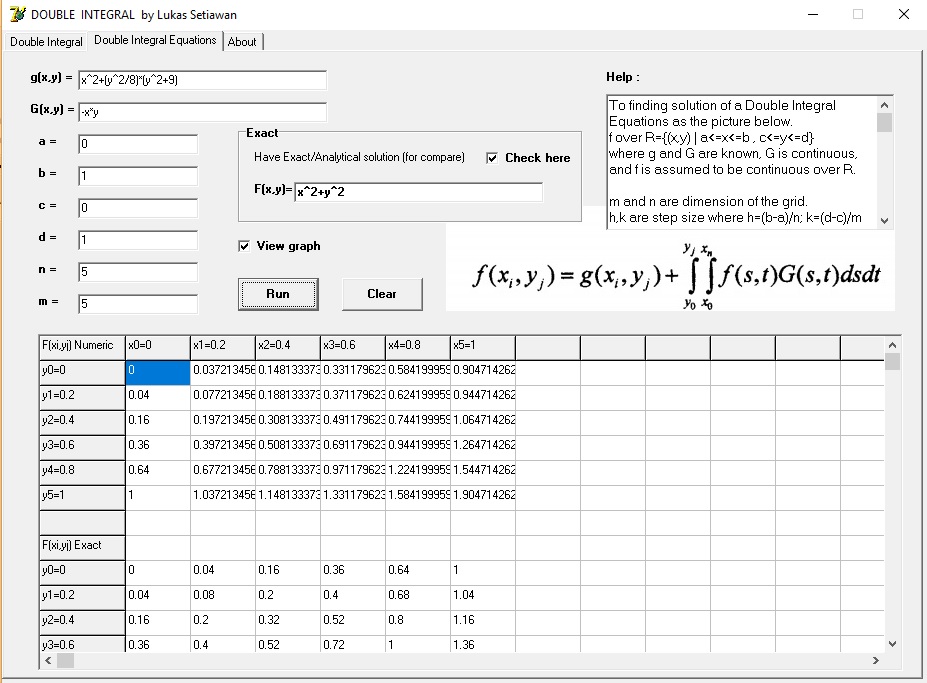 DOUBLE INTEGRAL by Lukas Setiawan
Double Integral Double Integral Equations About
g(x,y) = x^2+(y^2/8)*(y^2+9)
G(x,y) = -x*y
a = 0
b = 1
c = 0
d = 1
n = 5
m = 5
Exact
Have Exact/Analytical solution (for compare) Check here
F(x,y)= x^2+y^2
View graph
Run Clear
Help :
To finding solution of a Double Integral
Equations as the picture below.
f over R={(x,y) | a<=x<=b , c<=y<=d}
where g and G are known, G is continuous,
and f is assumed to be continuous over R.
m and n are dimension of the grid.
h,k are step size where h=(b-a)/n; k=(d-c)/m
f(xi, yj) = g(xi, yj) + ∫y0^yj ∫x0^xn f(s,t)G(s,t)dsdt
F(xi,yj) Numeric x0=0 x1=0.2 x2=0.4 x3=0.6 x4=0.8 x5=1
y0=0 0 0.037213456 0.148133373 0.331179623 0.584199959 0.904714262
y1=0.2 0.04 0.077213456 0.188133373 0.371179623 0.624199959 0.944714262
y2=0.4 0.16 0.197213456 0.308133373 0.491179623 0.744199959 1.064714262
y3=0.6 0.36 0.397213456 0.508133373 0.691179623 0.944199959 1.264714262
y4=0.8 0.64 0.677213456 0.788133373 0.971179623 1.224199959 1.544714262
y5=1 1 1.037213456 1.148133373 1.331179623 1.584199959 1.904714262
F(xi,yj) Exact
y0=0 0 0.04 0.16 0.36 0.64 1
y1=0.2 0.04 0.08 0.2 0.4 0.68 1.04
y2=0.4 0.16 0.2 0.32 0.52 0.8 1.16
y3=0.6 0.36 0.4 0.52 0.72 1 1.36